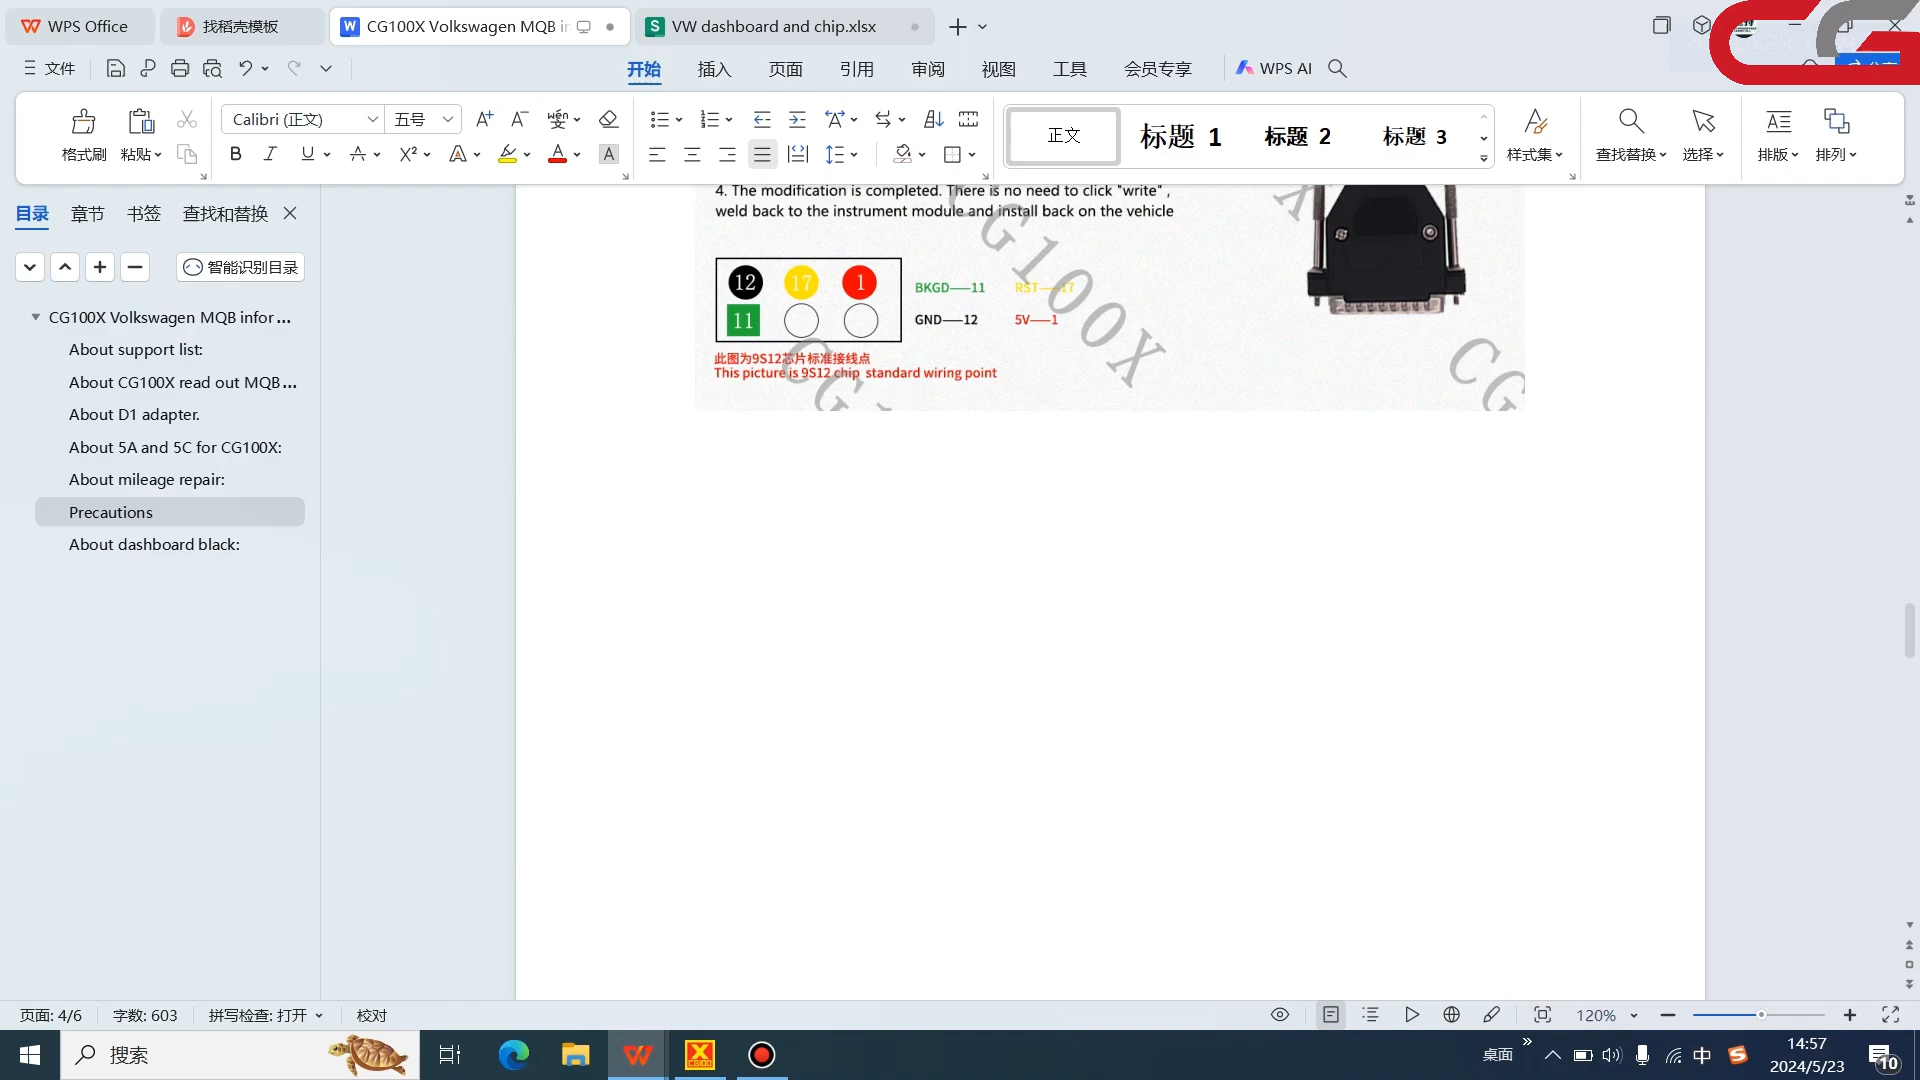 WPS Office
找稻壳模板
CG100X Volkswagen MQB in
VW dashboard and chip.xlsx
文件
开始
插入
页面
引用
审阅
视图
工具
会员专享
WPS AI
格式刷
粘贴
Calibri (正文)
五号
正文
标题 1
标题 2
标题 3
样式集
查找替换
选择
排版
排列
目录
章节
书签
查找和替换
智能识别目录
CG100X Volkswagen MQB infor...
About support list:
About CG100X read out MQB...
About D1 adapter.
About 5A and 5C for CG100X:
About mileage repair:
Precautions
About dashboard black:
4. The modification is completed. There is no need to click "write" ,
weld back to the instrument module and install back on the vehicle
12 17 1
11
BKGD——11 RST——17
GND——12 5V——1
此图为9S12芯片标准接线点
This picture is 9S12 chip standard wiring point
CG100X
页面: 4/6
字数: 603
拼写检查: 打开
校对
120%
搜索
桌面
中
14:57
2024/5/23
10